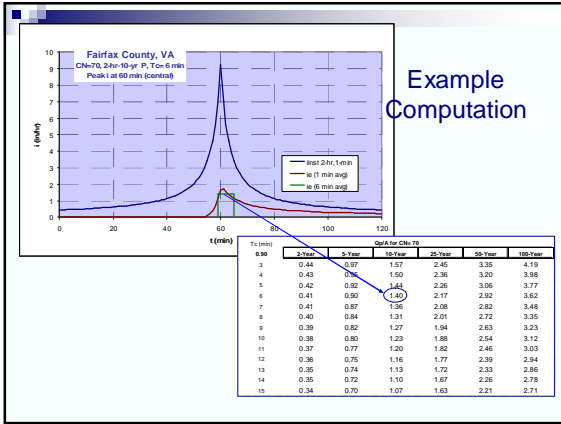 Fairfax County, VA
CN=70, 2-hr-10-yr P, Tc= 6 min
Peak i at 60 min (central)
Example
Computation
i (in/hr)
10
9
8
7
6
5
4
3
2
1
0
0 20 40 60 80 100 120
t (min)
iinst 2-hr,1-min
ie (1 min avg)
ie (6 min avg)
Tc (min) Qp/A for CN= 70
0.90 2-Year 5-Year 10-Year 25-Year 50-Year 100-Year
3 0.44 0.97 1.57 2.45 3.35 4.19
4 0.43 0.95 1.50 2.36 3.20 3.98
5 0.42 0.92 1.44 2.26 3.06 3.77
6 0.41 0.90 1.40 2.17 2.92 3.62
7 0.41 0.87 1.36 2.08 2.82 3.48
8 0.40 0.84 1.31 2.01 2.72 3.35
9 0.39 0.82 1.27 1.94 2.63 3.23
10 0.38 0.80 1.23 1.88 2.54 3.12
11 0.37 0.77 1.20 1.82 2.46 3.03
12 0.36 0.75 1.16 1.77 2.39 2.94
13 0.35 0.74 1.13 1.72 2.33 2.86
14 0.35 0.72 1.10 1.67 2.26 2.78
15 0.34 0.70 1.07 1.63 2.21 2.71